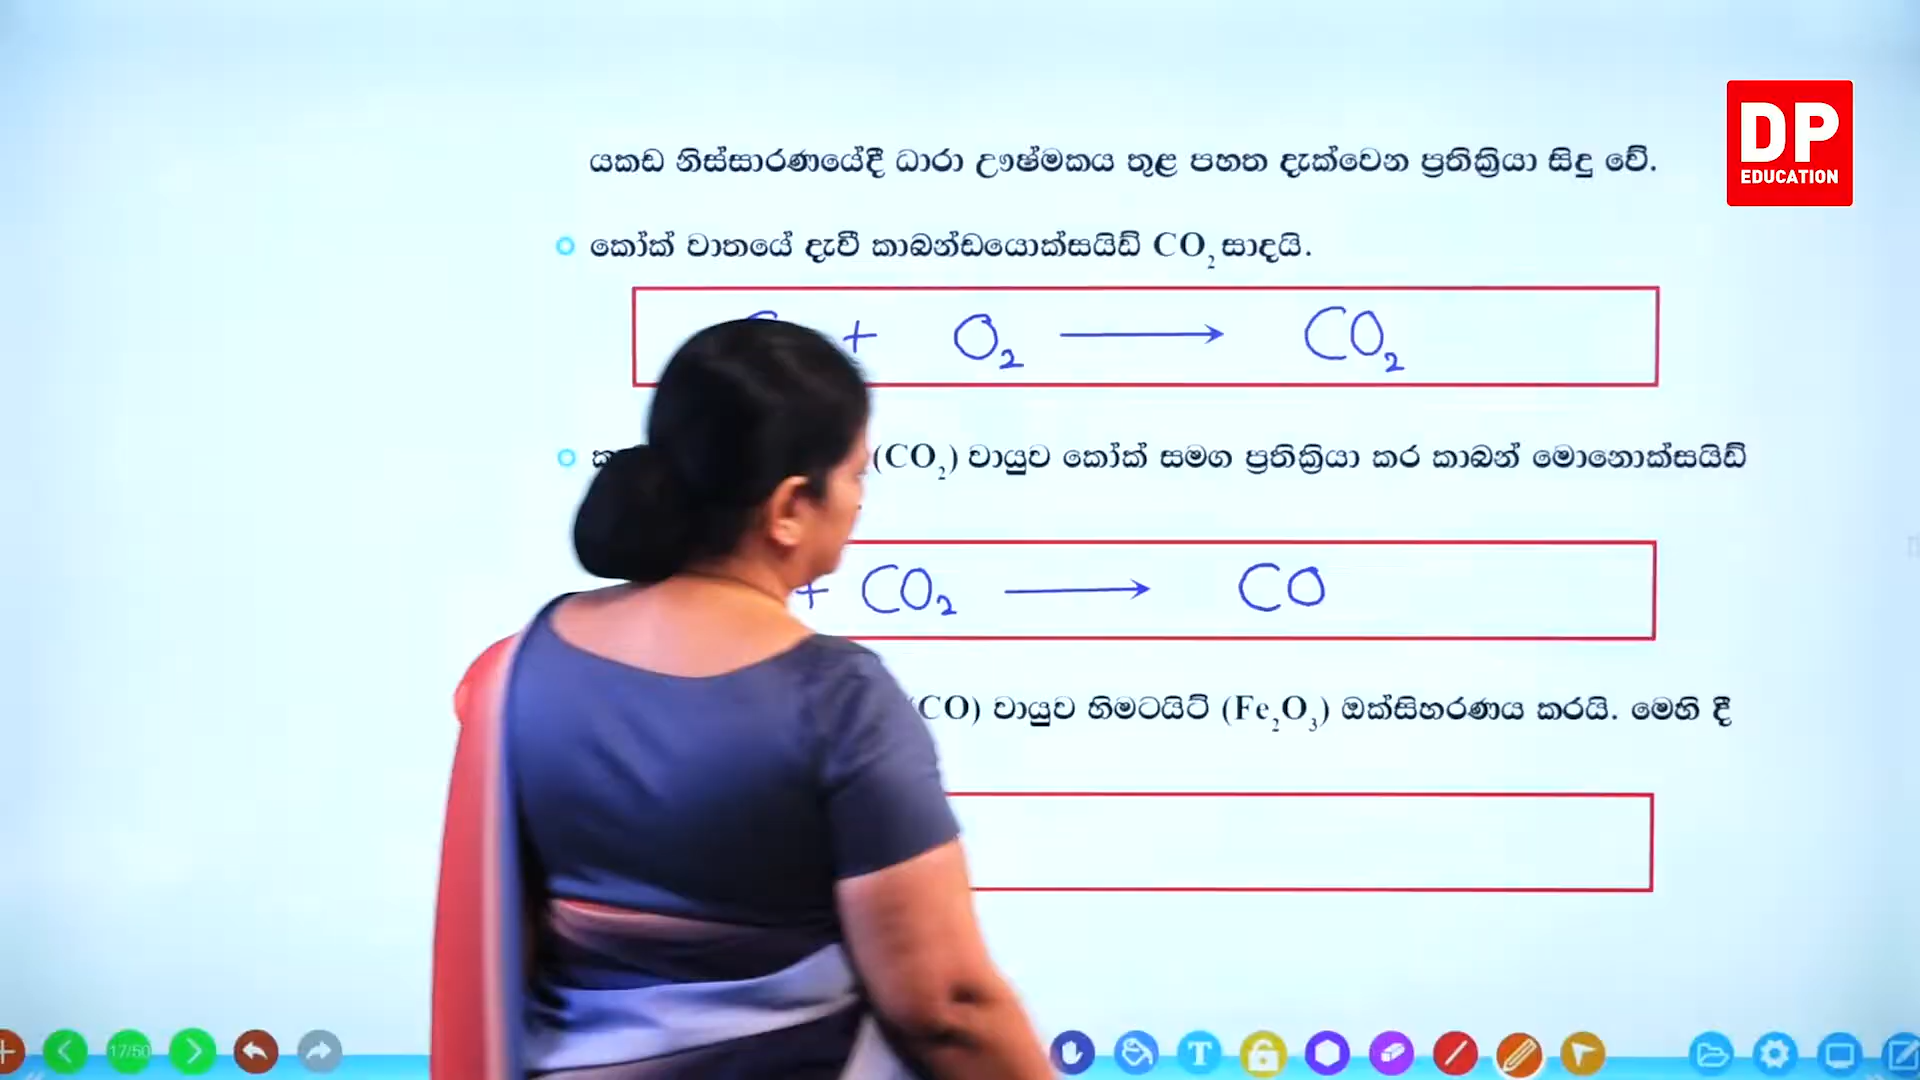 DP
EDUCATION
යකඩ නිස්සාරණයේදී ධාරා ඌෂ්මකය තුළ පහත දැක්වෙන ප්‍රතික්‍රියා සිදු වේ.
කෝක් වාතයේ දැවී කාබන්ඩයොක්සයිඩ් CO₂ සාදයි.
+ O₂ ⟶ CO₂
(CO₂) වායුව කෝක් සමග ප්‍රතික්‍රියා කර කාබන් මොනොක්සයිඩ්
+ CO₂ ⟶ CO
(CO) වායුව හිමටයිට් (Fe₂O₃) ඔක්සිහරණය කරයි. මෙහි දී
17/50